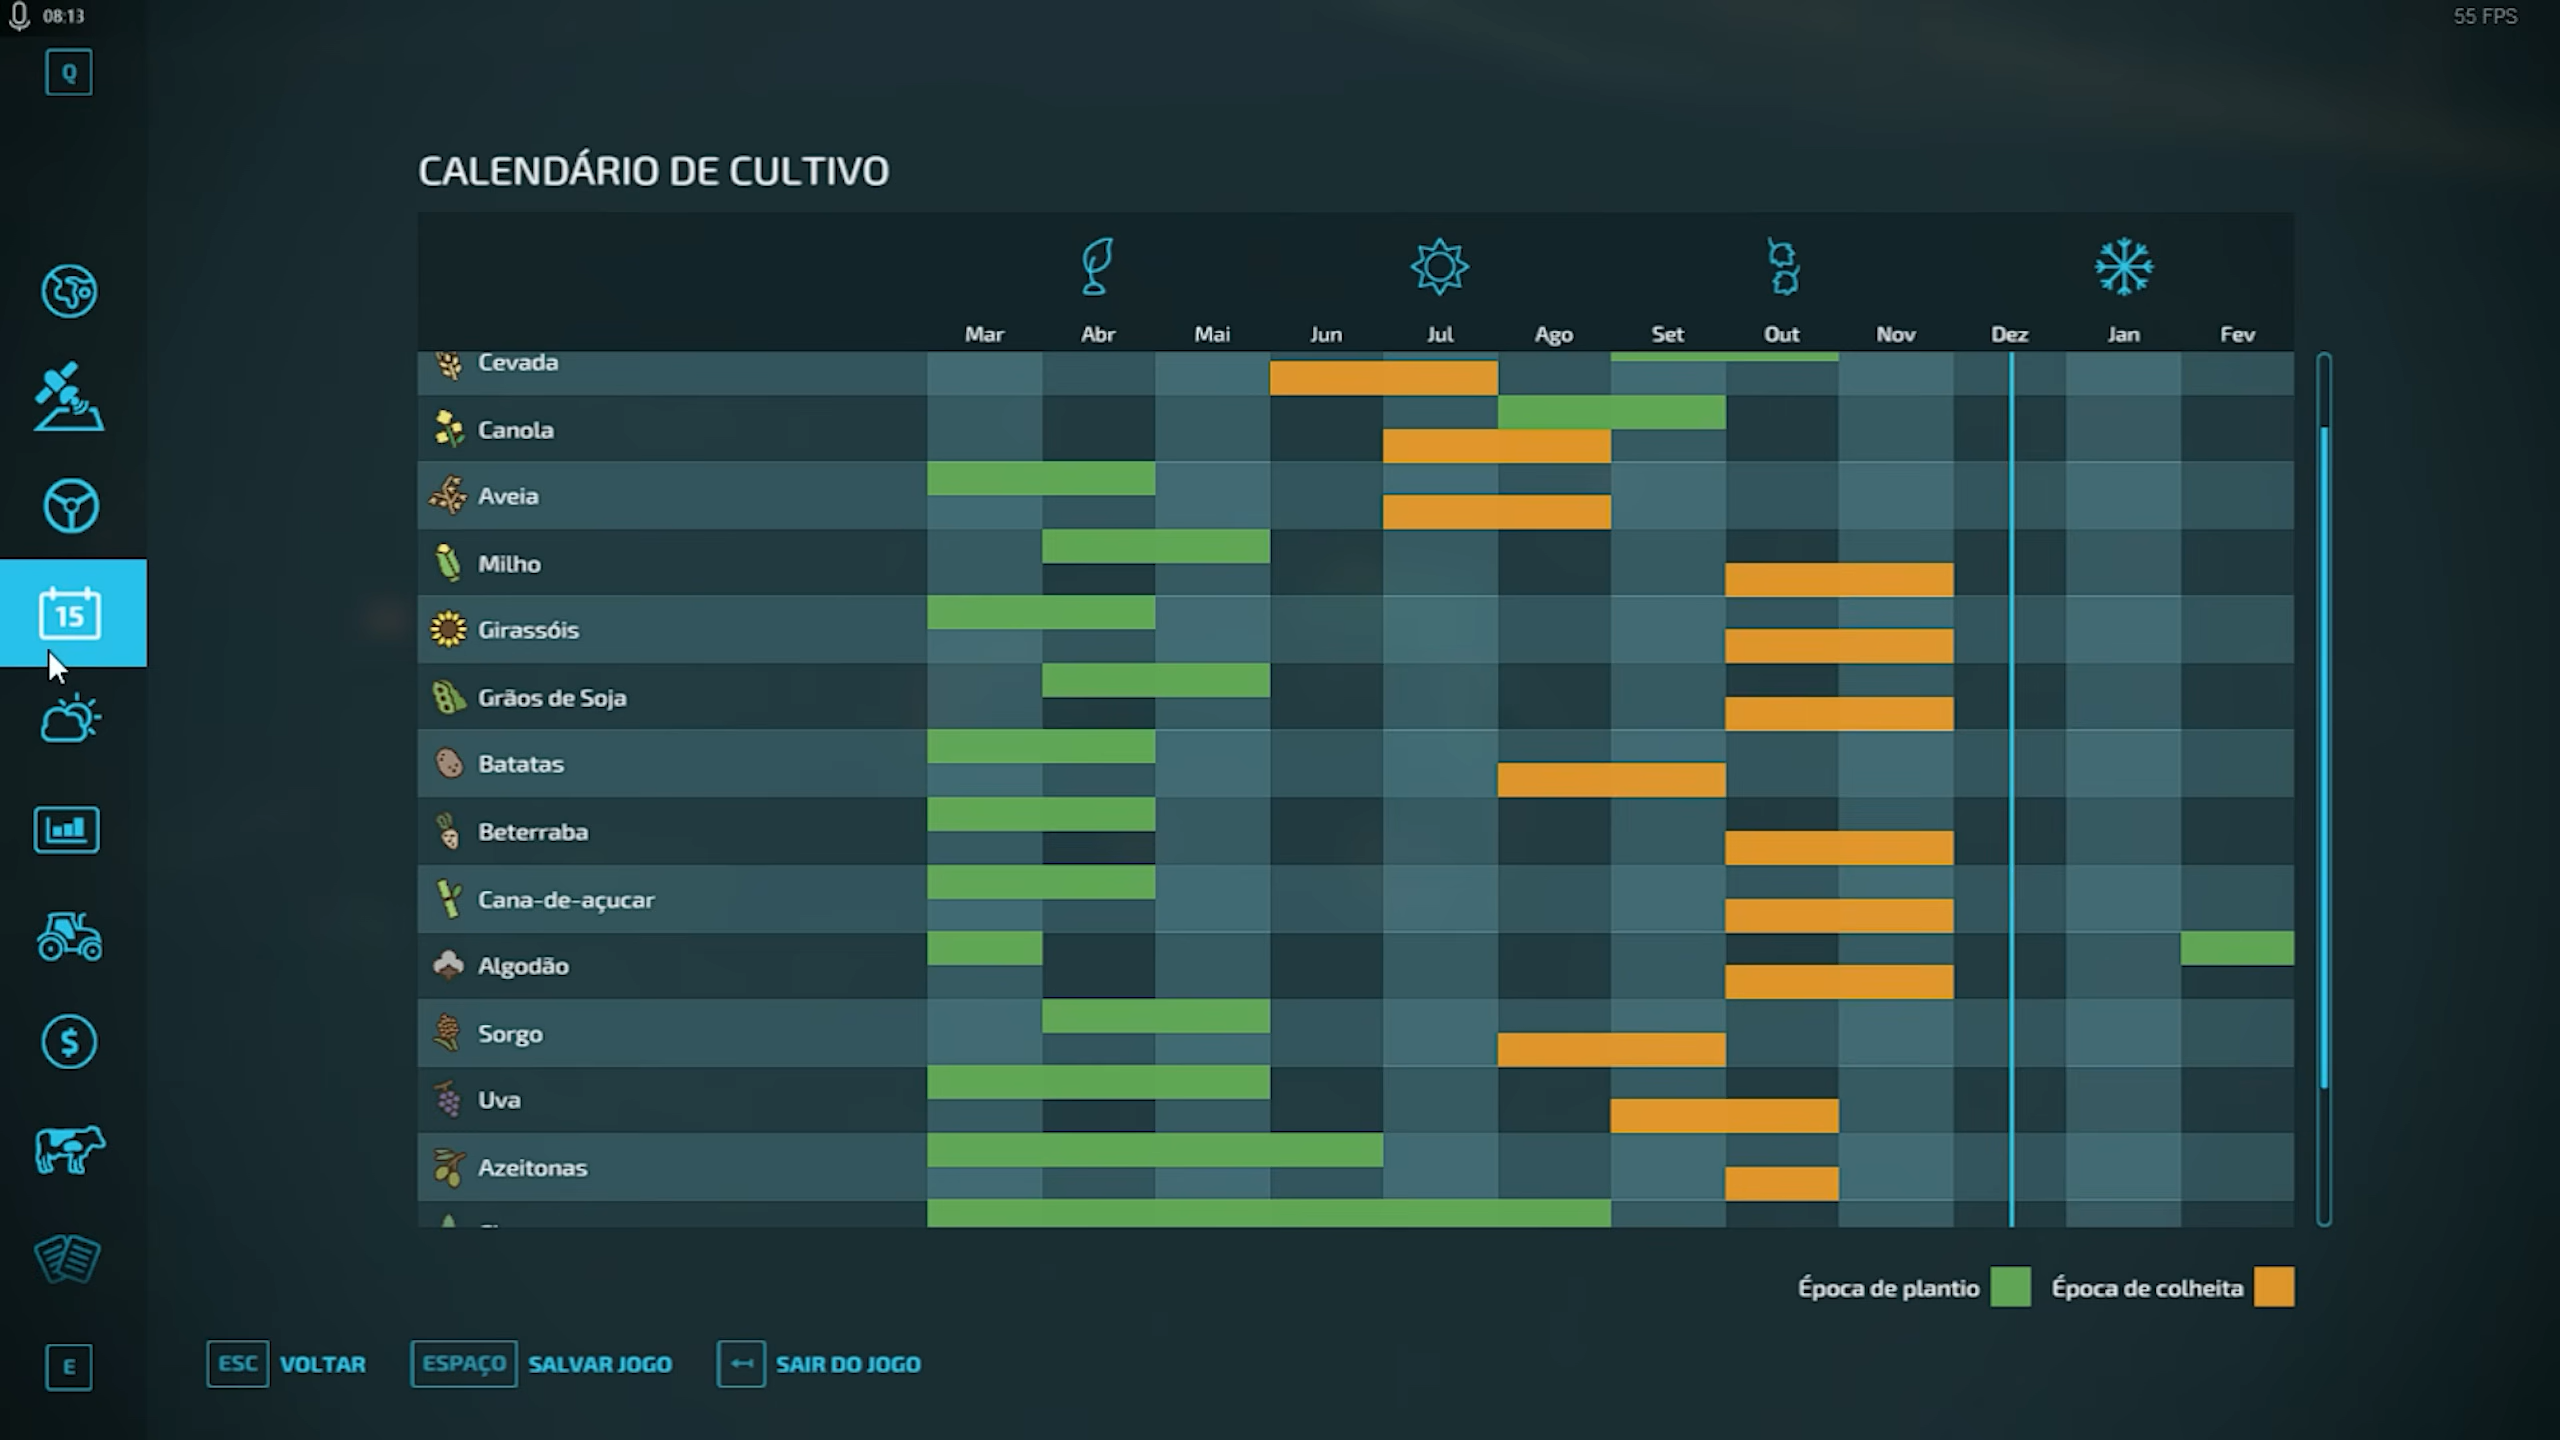 08:13
55 FPS
Q
CALENDÁRIO DE CULTIVO
Mar Abr Mai Jun Jul Ago Set Out Nov Dez Jan Fev
Cevada
Canola
Aveia
Milho
15
Girassóis
Grãos de Soja
Batatas
Beterraba
Cana-de-açucar
Algodão
Sorgo
$
Uva
Azeitonas
Época de plantio Época de colheita
E
ESC VOLTAR ESPAÇO SALVAR JOGO SAIR DO JOGO